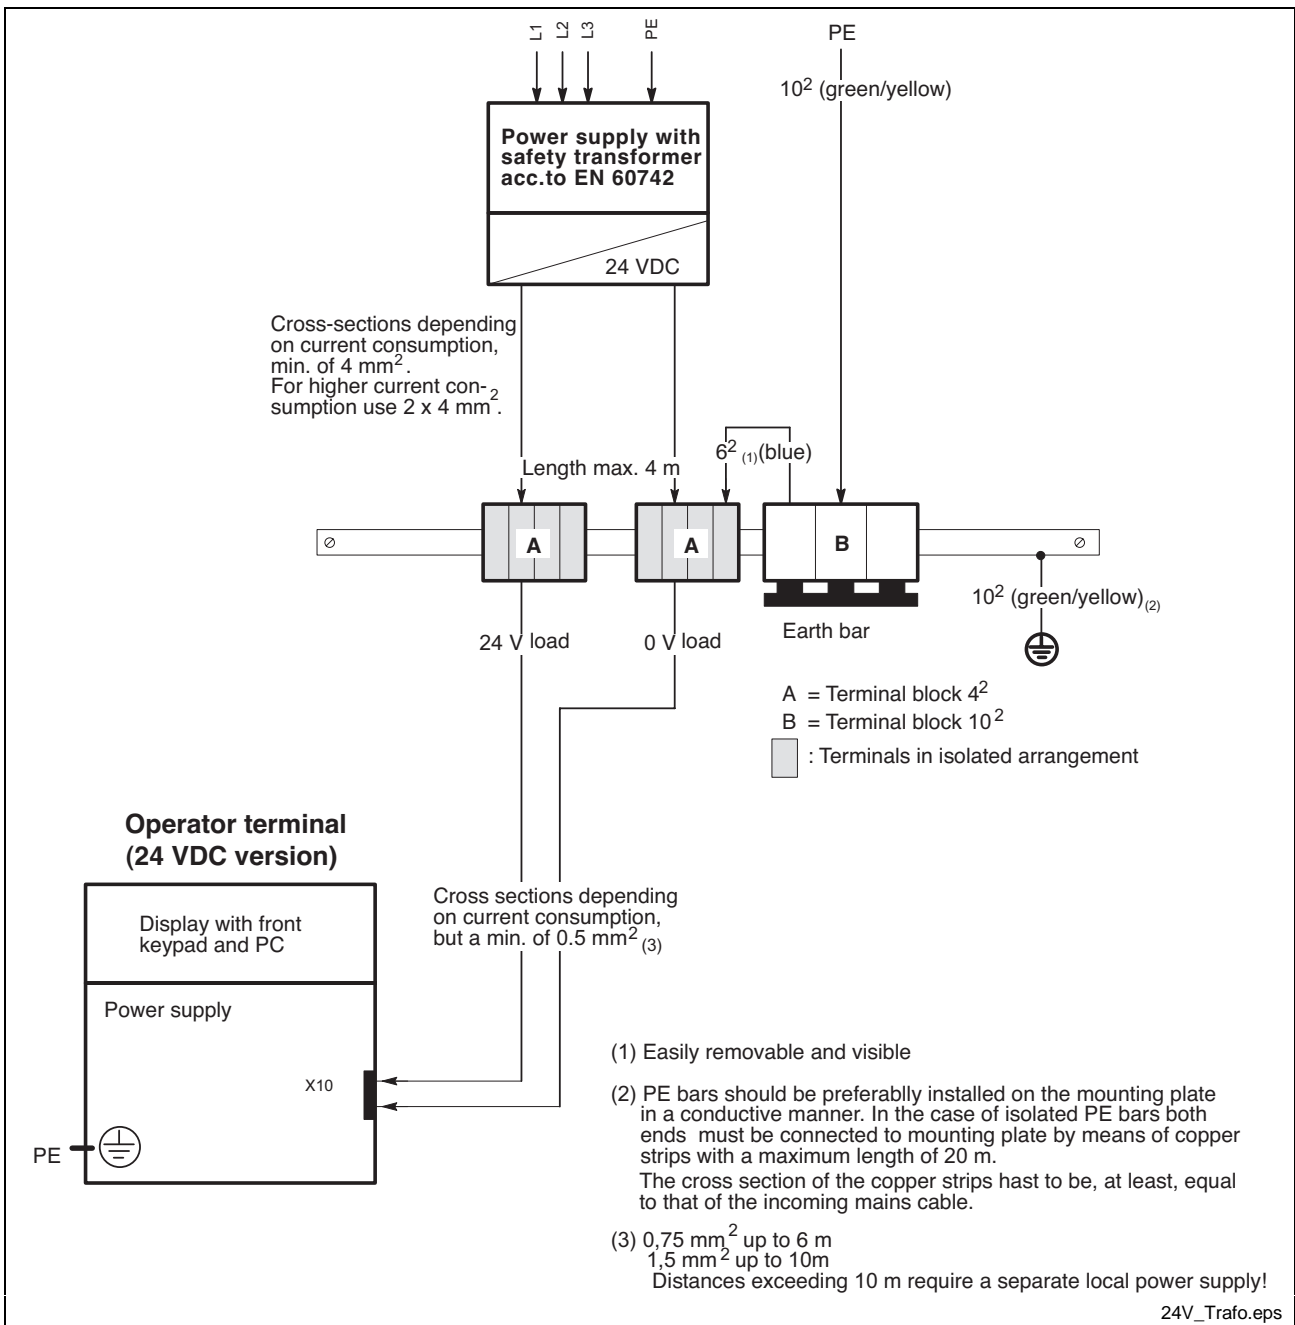 L1 L2 L3 PE
PE
10² (green/yellow)
Power supply with
safety transformer
acc.to EN 60742
24 VDC
Cross-sections depending
on current consumption,
min. of 4 mm².
For higher current con-
sumption use 2 x 4 mm².
6² (1)(blue)
Length max. 4 m
A
A
B
10² (green/yellow)(2)
Earth bar
24 V load
0 V load
A = Terminal block 4²
B = Terminal block 10²
: Terminals in isolated arrangement
Operator terminal
(24 VDC version)
Display with front
keypad and PC
Cross sections depending
on current consumption,
but a min. of 0.5 mm² (3)
Power supply
X10
PE
(1) Easily removable and visible
(2) PE bars should be preferablly installed on the mounting plate
in a conductive manner. In the case of isolated PE bars both
ends must be connected to mounting plate by means of copper
strips with a maximum length of 20 m.
The cross section of the copper strips hast to be, at least, equal
to that of the incoming mains cable.
(3) 0,75 mm² up to 6 m
1,5 mm² up to 10m
Distances exceeding 10 m require a separate local power supply!
24V_Trafo.eps